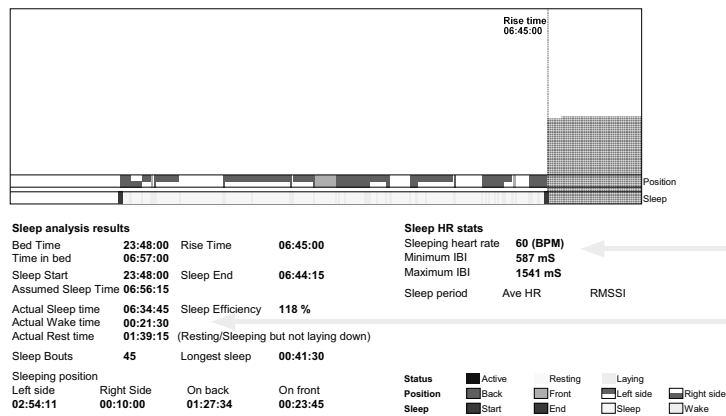 Rise time
06:45:00
Position
Sleep
Sleep analysis results
Bed Time 23:48:00 Rise Time 06:45:00
Time in bed 06:57:00
Sleep Start 23:48:00 Sleep End 06:44:15
Assumed Sleep Time 06:56:15
Actual Sleep time 06:34:45 Sleep Efficiency 118 %
Actual Wake time 00:21:30
Actual Rest time 01:39:15 (Resting/Sleeping but not laying down)
Sleep Bouts 45 Longest sleep 00:41:30
Sleeping position
Left side Right Side On back On front
02:54:11 00:10:00 01:27:34 00:23:45
Sleep HR stats
Sleeping heart rate 60 (BPM)
Minimum IBI 587 mS
Maximum IBI 1541 mS
Sleep period Ave HR RMSSI
Status Active Resting Laying
Position Back Front Left side Right side
Sleep Start End Sleep Wake